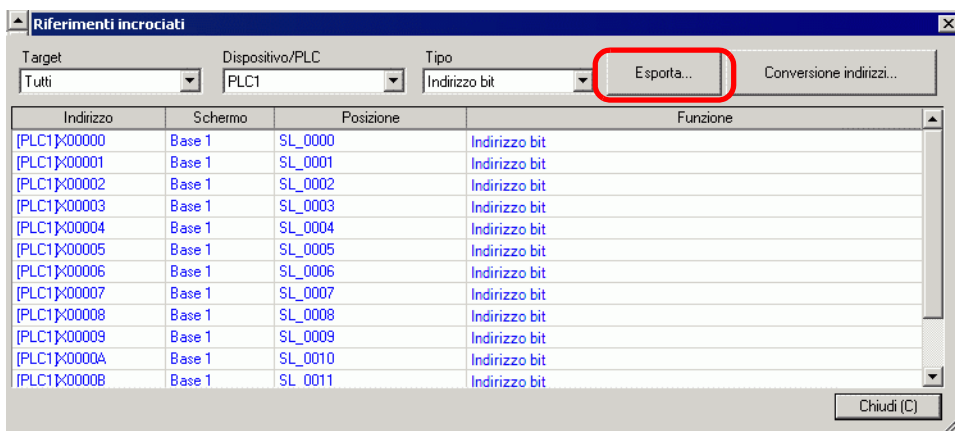 Riferimenti incrociati
Target Dispositivo/PLC Tipo
Tutti PLC1 Indirizzo bit Esporta... Conversione indirizzi...
Indirizzo Schermo Posizione Funzione
[PLC1]X00000 Base 1 SL_0000 Indirizzo bit
[PLC1]X00001 Base 1 SL_0001 Indirizzo bit
[PLC1]X00002 Base 1 SL_0002 Indirizzo bit
[PLC1]X00003 Base 1 SL_0003 Indirizzo bit
[PLC1]X00004 Base 1 SL_0004 Indirizzo bit
[PLC1]X00005 Base 1 SL_0005 Indirizzo bit
[PLC1]X00006 Base 1 SL_0006 Indirizzo bit
[PLC1]X00007 Base 1 SL_0007 Indirizzo bit
[PLC1]X00008 Base 1 SL_0008 Indirizzo bit
[PLC1]X00009 Base 1 SL_0009 Indirizzo bit
[PLC1]X0000A Base 1 SL_0010 Indirizzo bit
[PLC1]X0000B Base 1 SL_0011 Indirizzo bit
Chiudi (C)